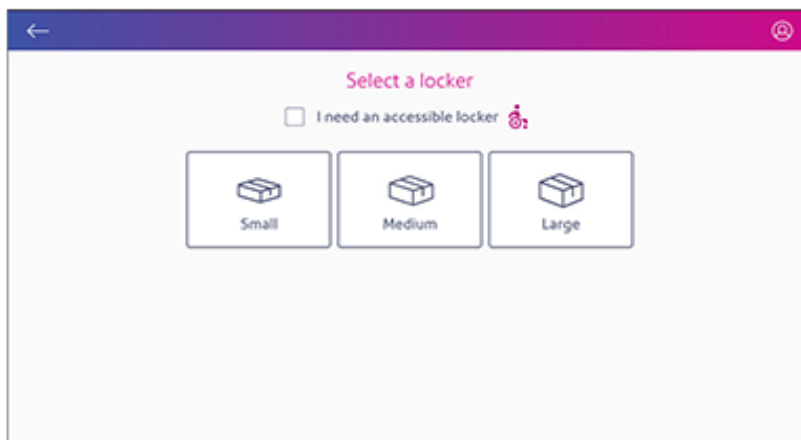 Select a locker
I need an accessible locker
Small Medium Large